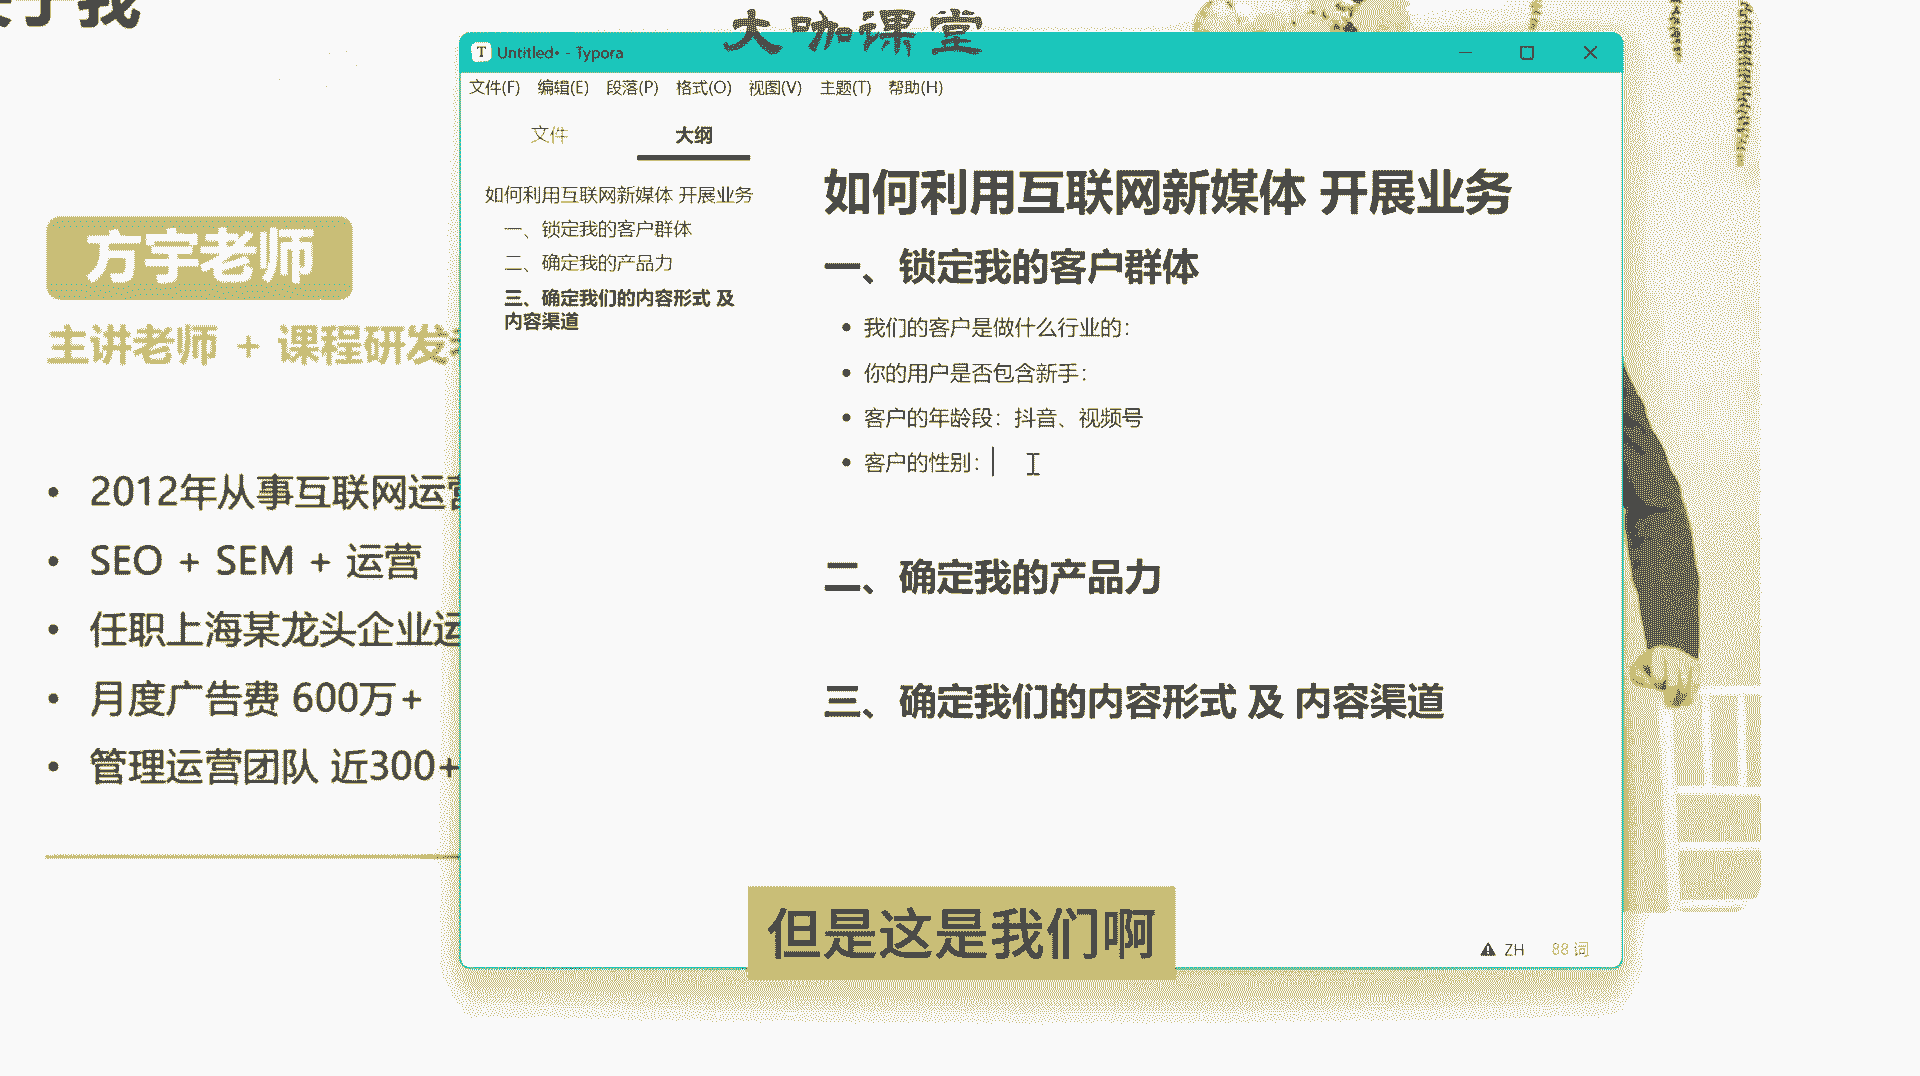 大咖课堂
Untitled• - Typora
文件(F) 编辑(E) 段落(P) 格式(O) 视图(V) 主题(T) 帮助(H)
文件 大纲
如何利用互联网新媒体 开展业务
一、锁定我的客户群体
二、确定我的产品力
三、确定我们的内容形式 及
内容渠道
如何利用互联网新媒体 开展业务
一、锁定我的客户群体
• 我们的客户是做什么行业的：
• 你的用户是否包含新手：
• 客户的年龄段：抖音、视频号
• 客户的性别：
二、确定我的产品力
三、确定我们的内容形式 及 内容渠道
ZH 88 词
方宇老师
主讲老师 + 课程研发
• 2012年从事互联网运营
• SEO + SEM + 运营
• 任职上海某龙头企业运
• 月度广告费 600万+
• 管理运营团队 近300+
但是这是我们啊